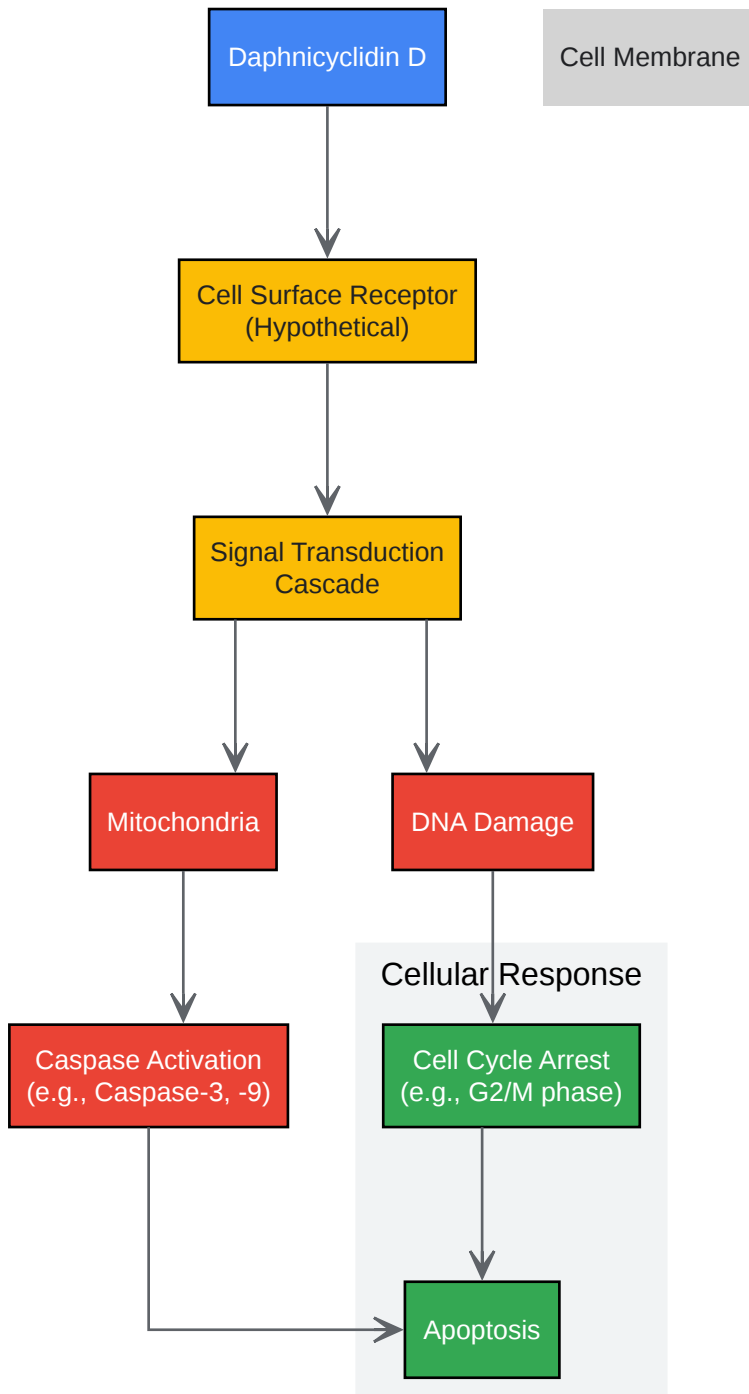 Daphnicyclidin D
Cell Membrane
Cell Surface Receptor
(Hypothetical)
Signal Transduction
Cascade
Mitochondria
DNA Damage
Cellular Response
Caspase Activation
(e.g., Caspase-3, -9)
Cell Cycle Arrest
(e.g., G2/M phase)
Apoptosis